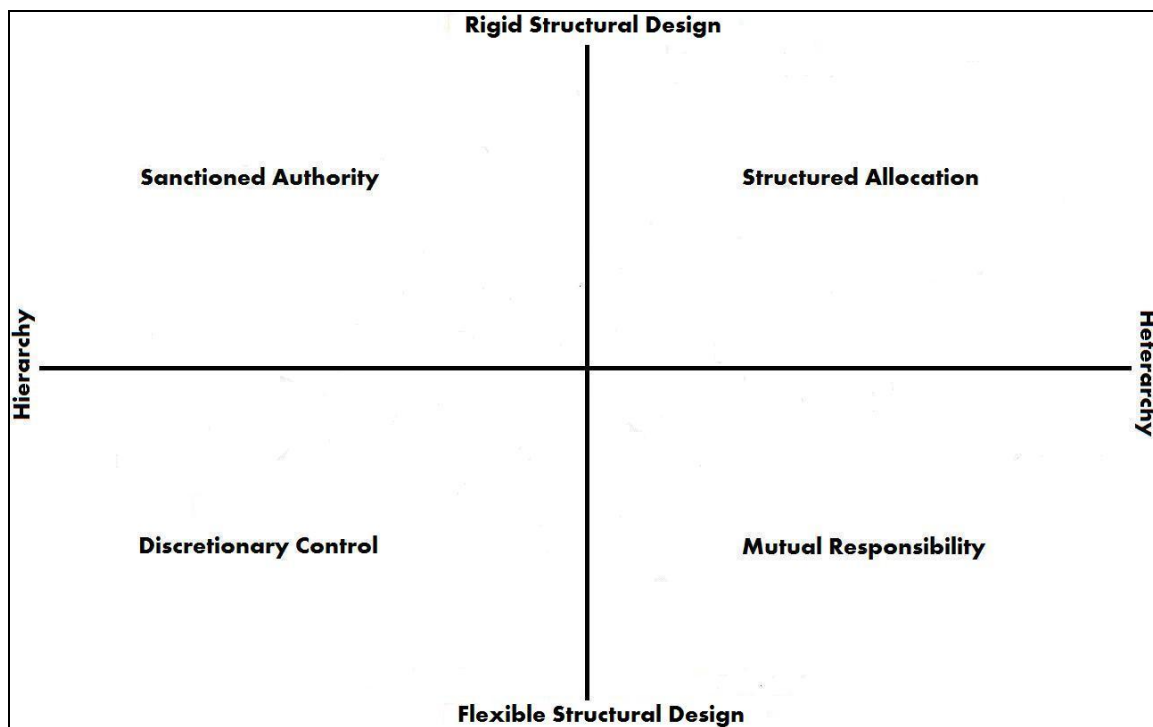 Rigid Structural Design
Sanctioned Authority
Structured Allocation
Hierarchy
Heterarchy
Discretionary Control
Mutual Responsibility
Flexible Structural Design